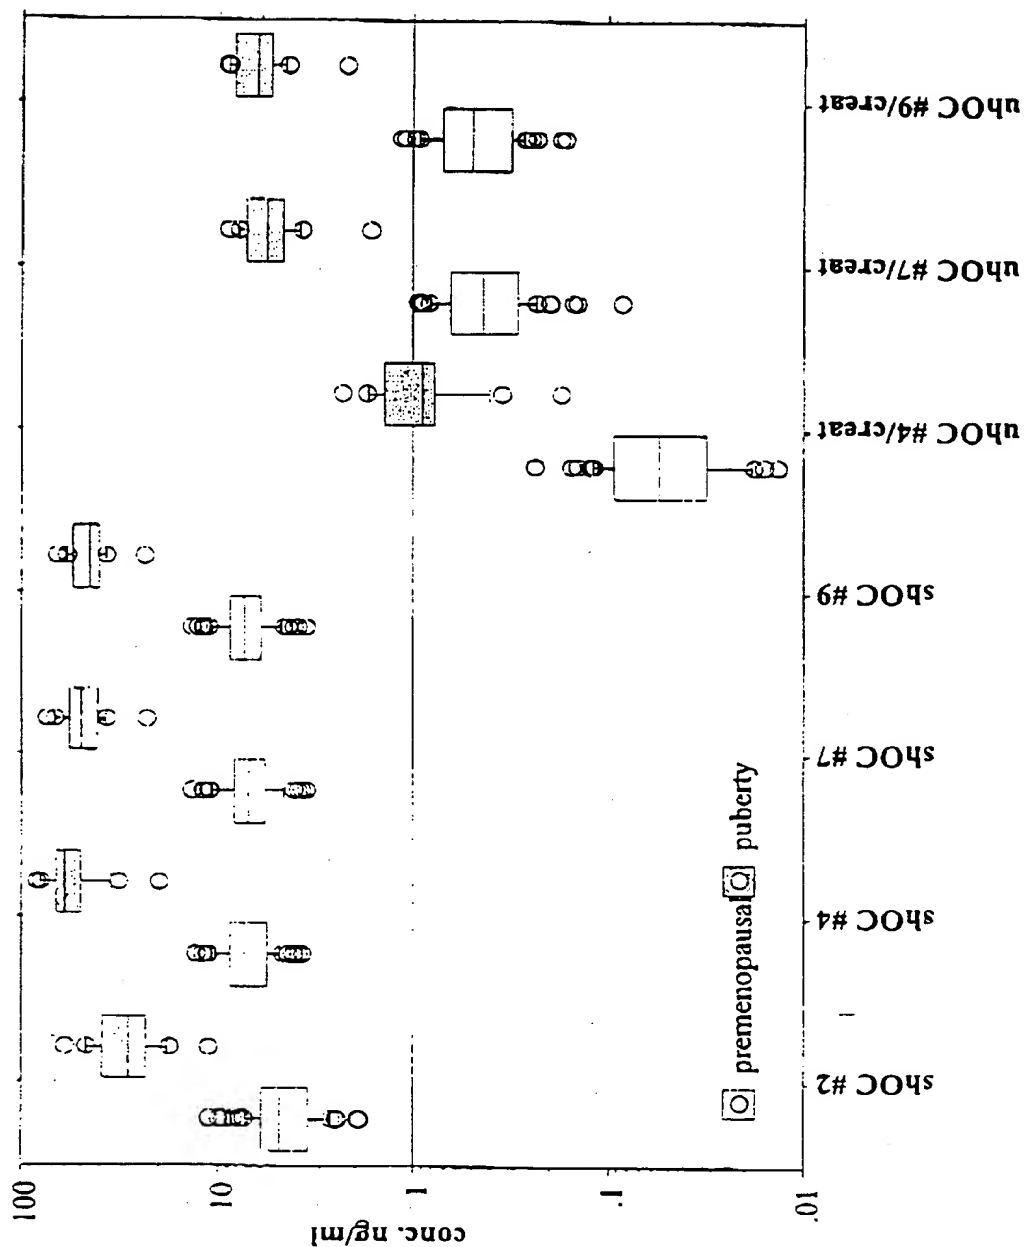 conc. ng/ml
100
10
1
.1
.01
shOC #2
shOC #4
shOC #7
shOC #9
uhOC #4/creat
uhOC #7/creat
uhOC #9/creat
premenopausal
puberty